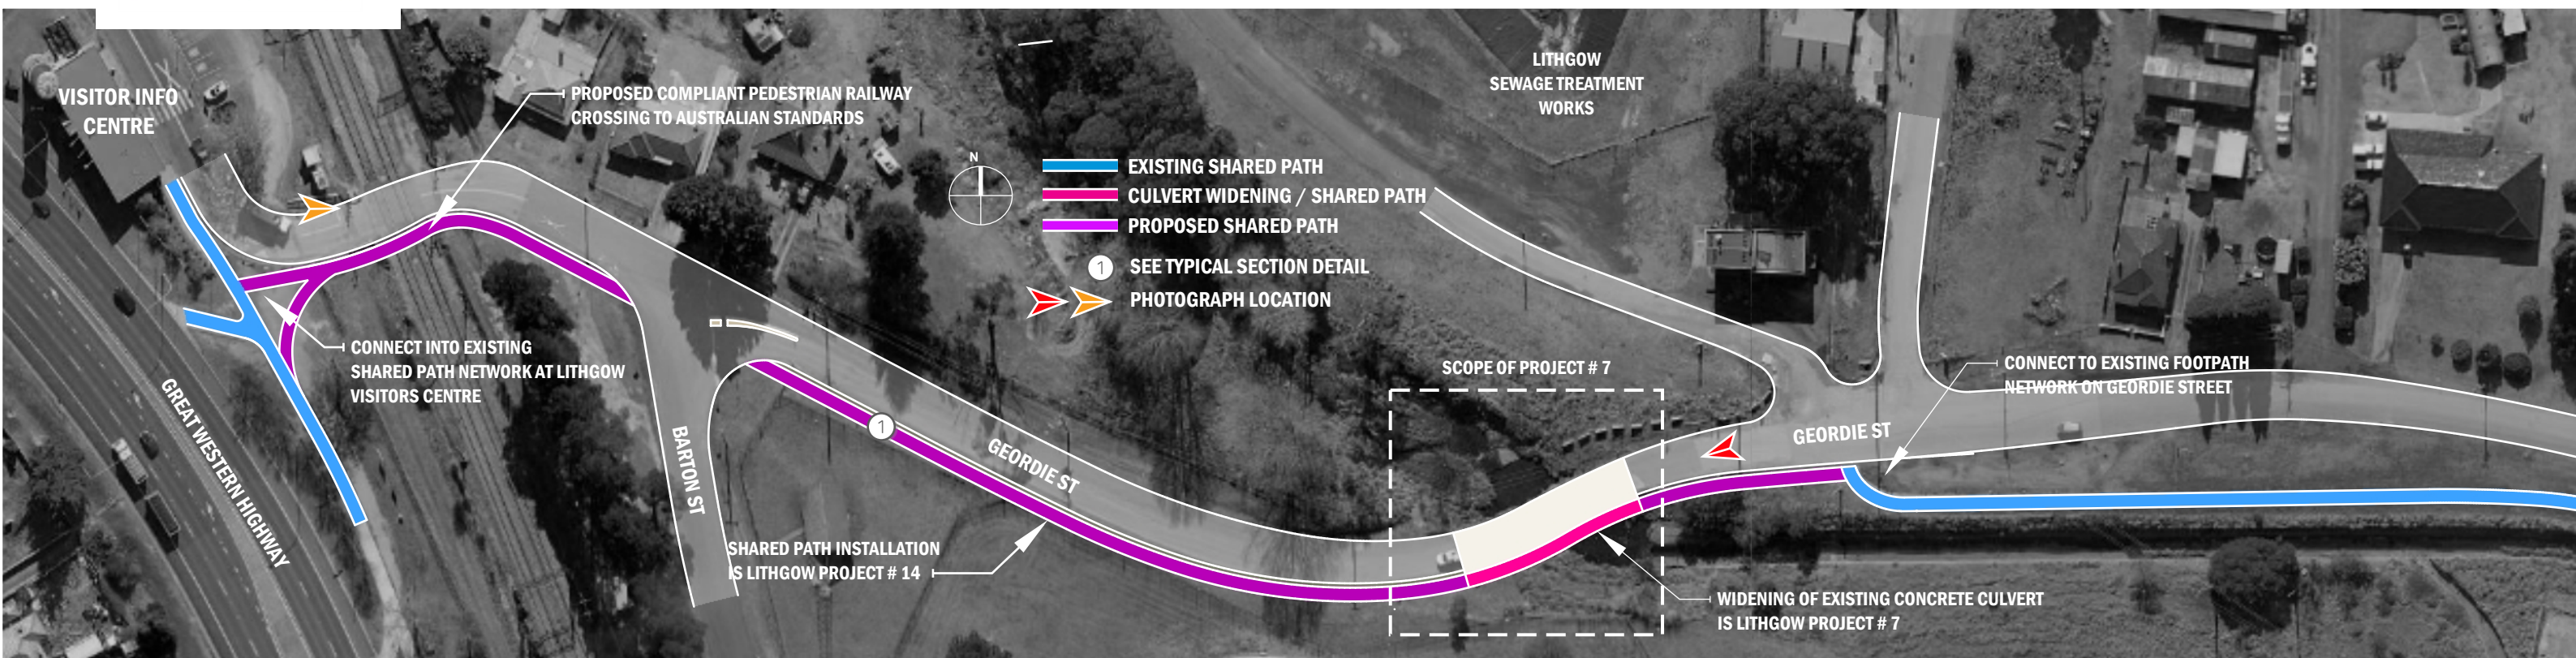 VISITOR INFO
CENTRE
PROPOSED COMPLIANT PEDESTRIAN RAILWAY
CROSSING TO AUSTRALIAN STANDARDS
LITHGOW
SEWAGE TREATMENT
WORKS
N
EXISTING SHARED PATH
CULVERT WIDENING / SHARED PATH
PROPOSED SHARED PATH
1 SEE TYPICAL SECTION DETAIL
PHOTOGRAPH LOCATION
CONNECT INTO EXISTING
SHARED PATH NETWORK AT LITHGOW
VISITORS CENTRE
GREAT WESTERN HIGHWAY
BARTON ST
1
GEORDIE ST
SHARED PATH INSTALLATION
IS LITHGOW PROJECT # 14
SCOPE OF PROJECT # 7
GEORDIE ST
CONNECT TO EXISTING FOOTPATH
NETWORK ON GEORDIE STREET
WIDENING OF EXISTING CONCRETE CULVERT
IS LITHGOW PROJECT # 7